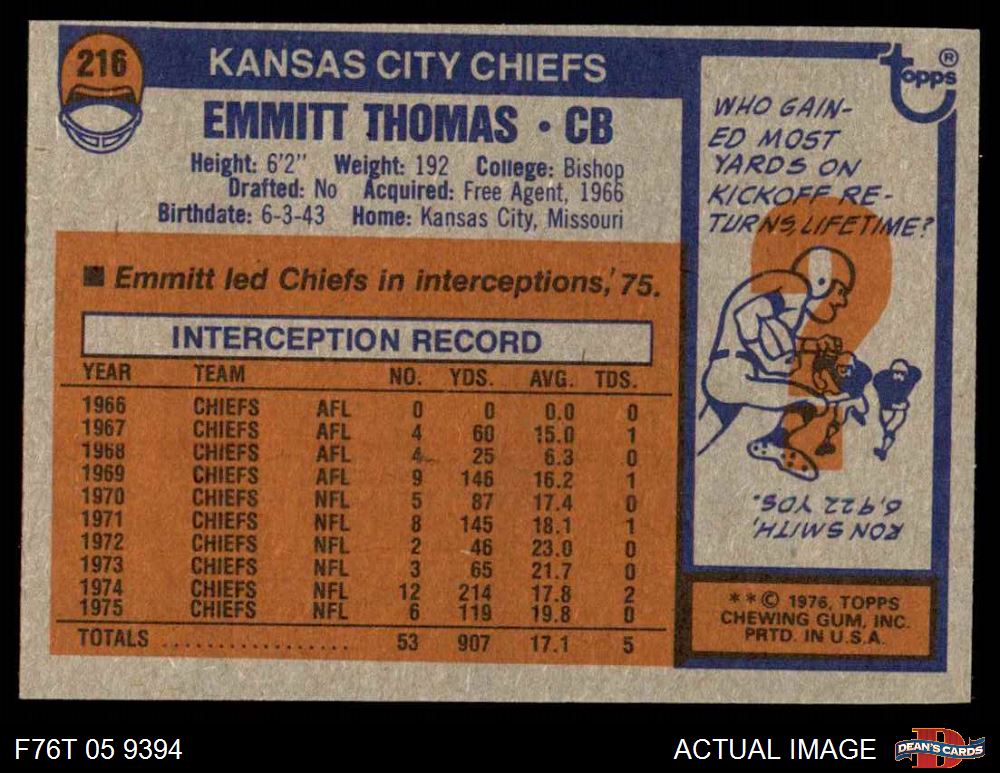 216
KANSAS CITY CHIEFS
EMMITT THOMAS • CB
Height: 6'2" Weight: 192 College: Bishop
Drafted: No Acquired: Free Agent, 1966
Birthdate: 6-3-43 Home: Kansas City, Missouri
■ Emmitt led Chiefs in interceptions, '75.
INTERCEPTION RECORD
YEAR TEAM NO. YDS. AVG. TDS.
1966 CHIEFS AFL 0 0 0.0 0
1967 CHIEFS AFL 4 60 15.0 1
1968 CHIEFS AFL 4 25 6.3 0
1969 CHIEFS AFL 9 146 16.2 1
1970 CHIEFS NFL 5 87 17.4 0
1971 CHIEFS NFL 8 145 18.1 1
1972 CHIEFS NFL 2 46 23.0 0
1973 CHIEFS NFL 3 65 21.7 0
1974 CHIEFS NFL 12 214 17.8 2
1975 CHIEFS NFL 6 119 19.8 0
TOTALS .................. 53 907 17.1 5
topps®
WHO GAIN-
ED MOST
YARDS ON
KICKOFF RE-
TURNS, LIFETIME?
RON SMITH,
6,922 YDS.
**© 1976, TOPPS
CHEWING GUM, INC.
PRTD. IN U.S.A.
F76T 05 9394
ACTUAL IMAGE
DEAN'S CARDS